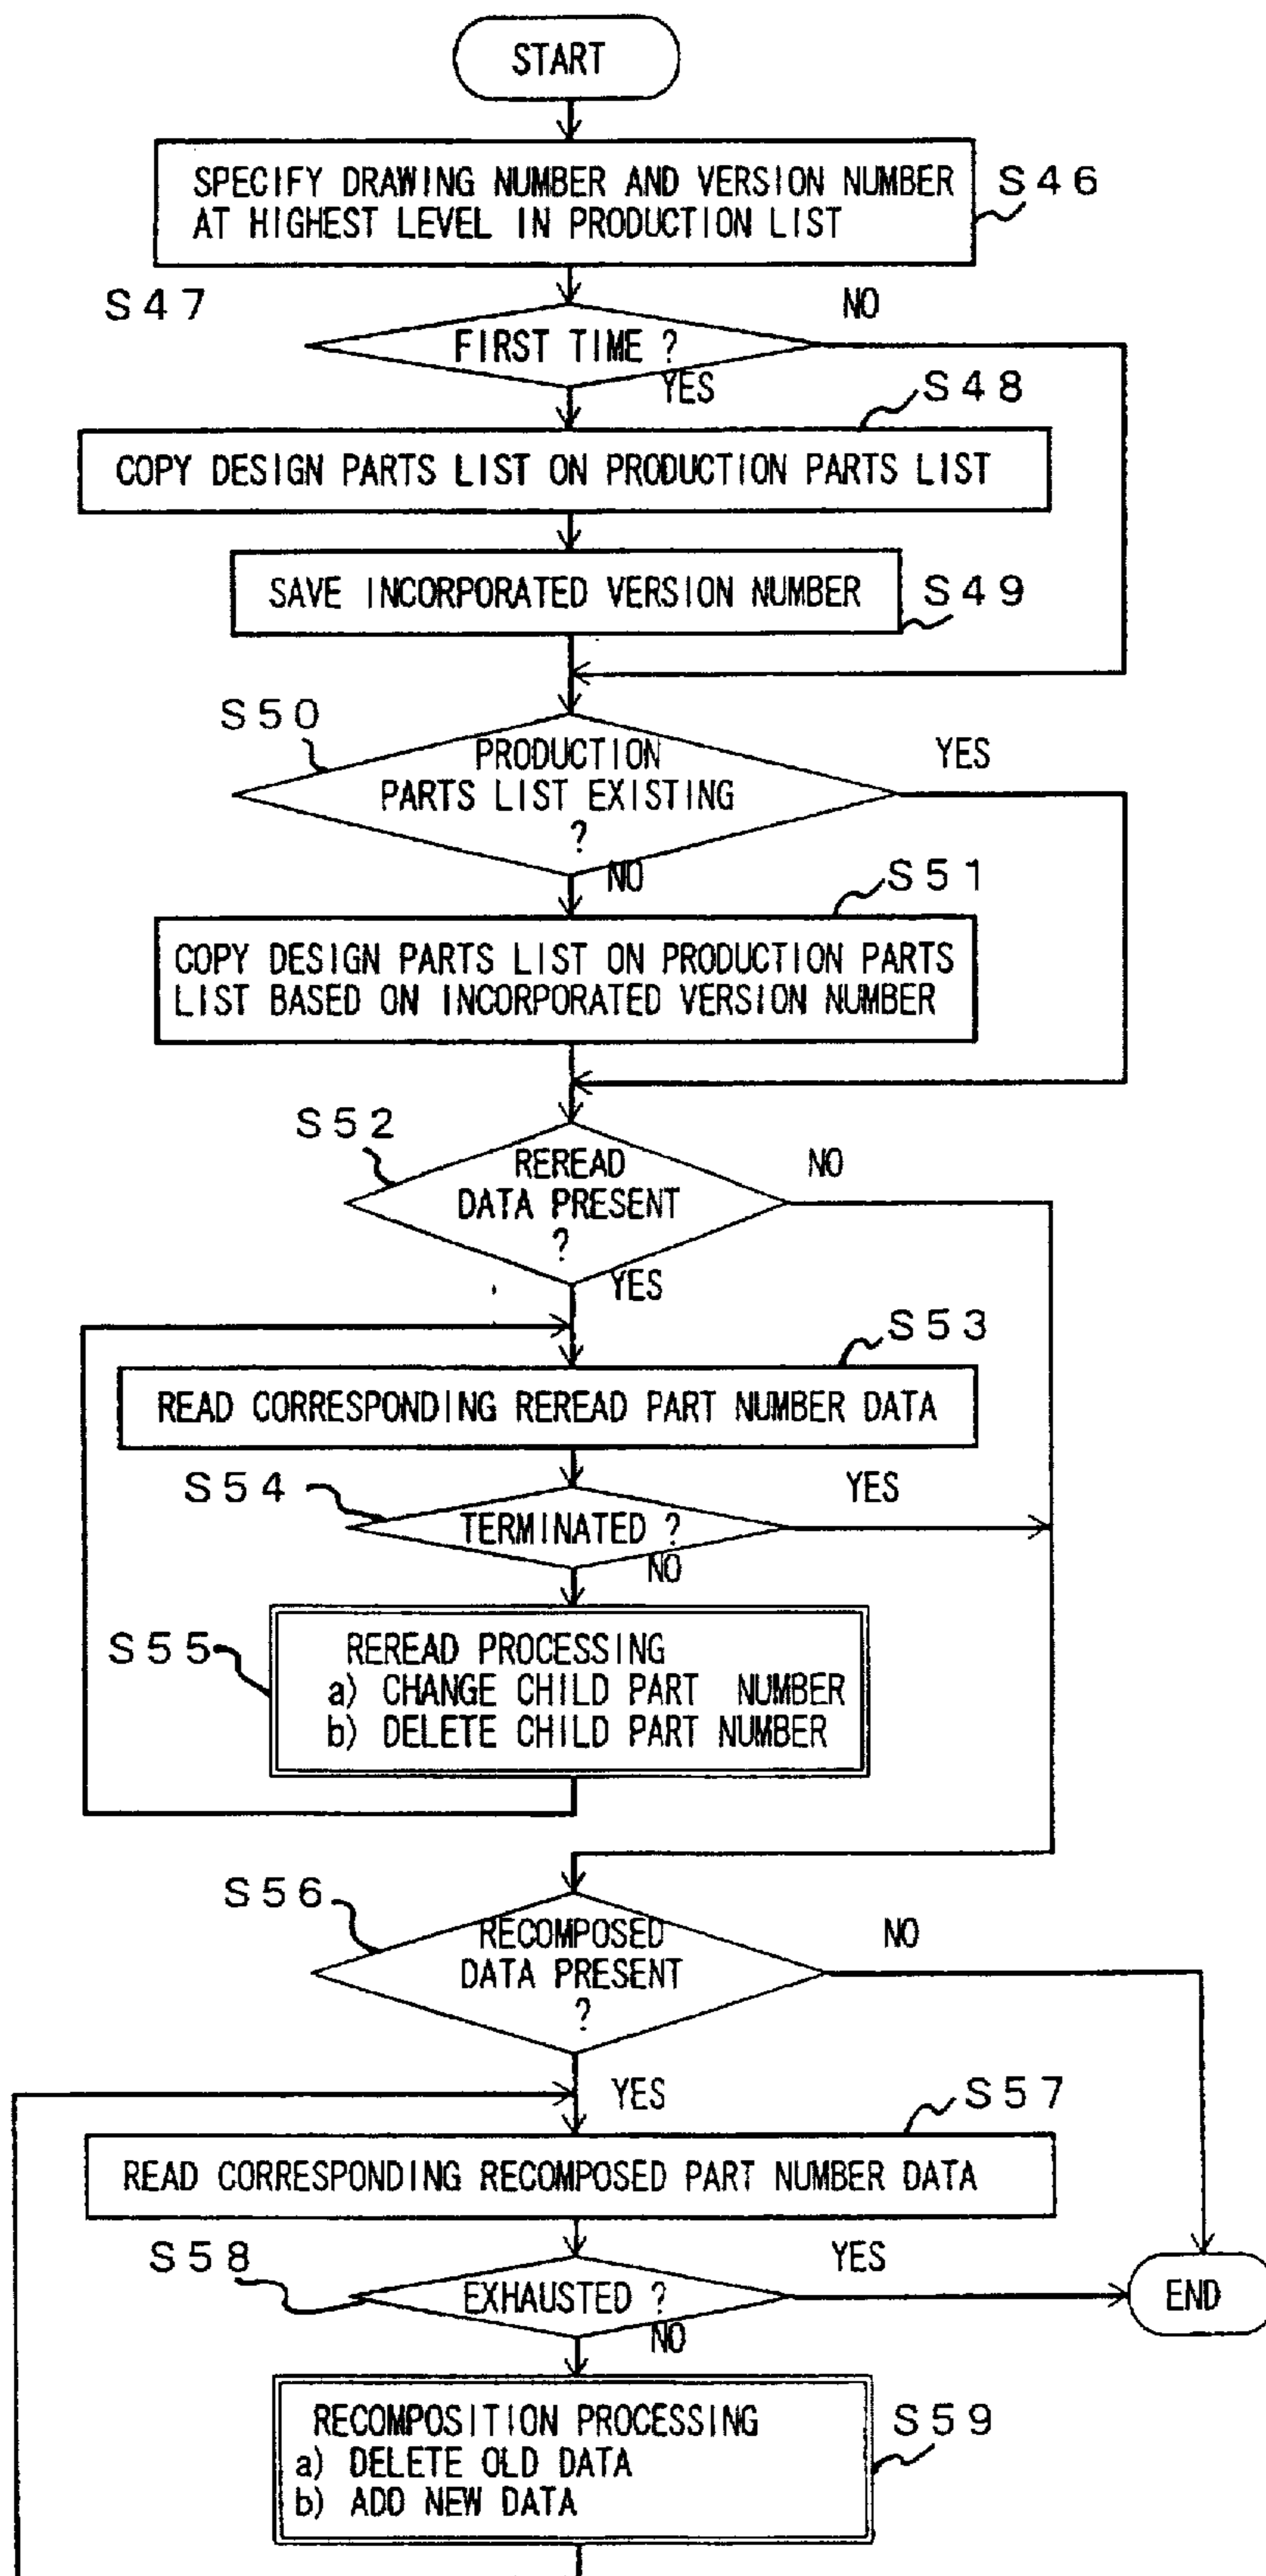 START
SPECIFY DRAWING NUMBER AND VERSION NUMBER
AT HIGHEST LEVEL IN PRODUCTION LIST
S46
S47
NO
FIRST TIME ?
YES
S48
COPY DESIGN PARTS LIST ON PRODUCTION PARTS LIST
SAVE INCORPORATED VERSION NUMBER
S49
S50
PRODUCTION
PARTS LIST EXISTING
?
YES
NO
S51
COPY DESIGN PARTS LIST ON PRODUCTION PARTS
LIST BASED ON INCORPORATED VERSION NUMBER
S52
REREAD
DATA PRESENT
?
NO
YES
S53
READ CORRESPONDING REREAD PART NUMBER DATA
S54
YES
TERMINATED ?
NO
S55
REREAD PROCESSING
a) CHANGE CHILD PART NUMBER
b) DELETE CHILD PART NUMBER
S56
RECOMPOSED
DATA PRESENT
?
NO
YES
S57
READ CORRESPONDING RECOMPOSED PART NUMBER DATA
S58
YES
EXHAUSTED ?
END
NO
RECOMPOSITION PROCESSING
a) DELETE OLD DATA
b) ADD NEW DATA
S59